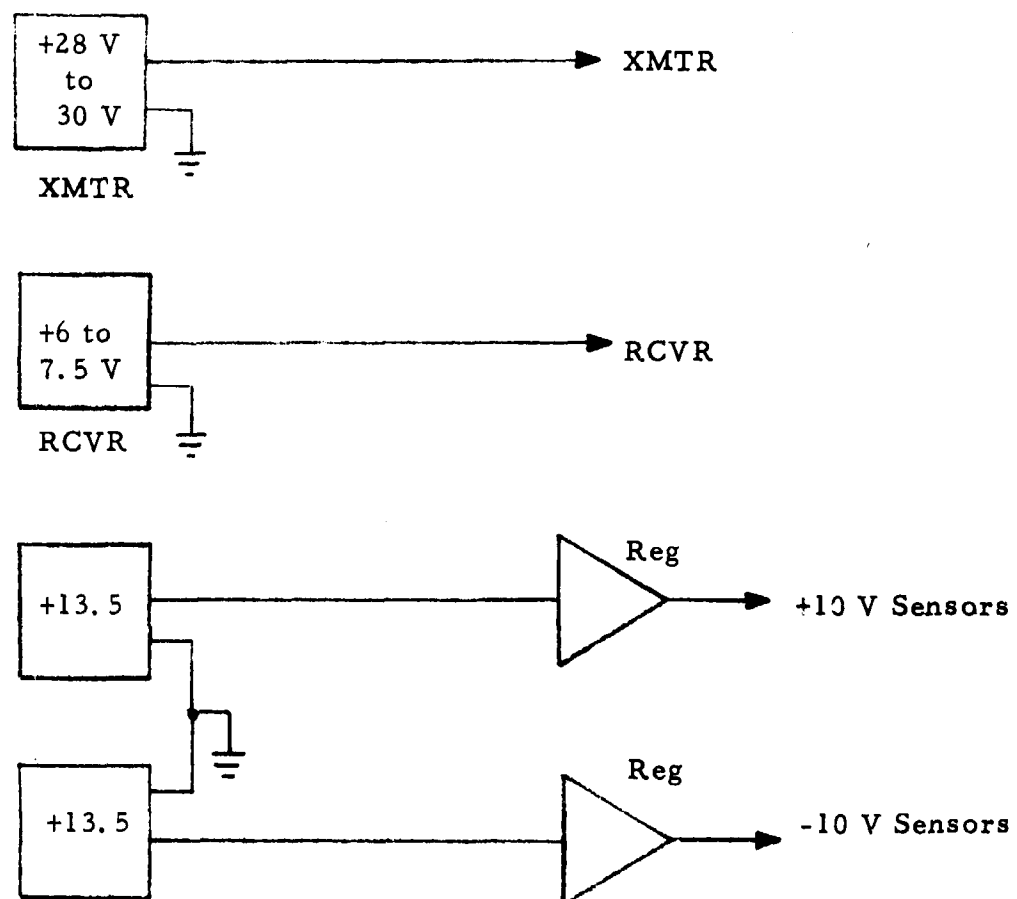 +28 V
to
30 V
XMTR
XMTR
+6 to
7.5 V
RCVR
RCVR
+13.5
Reg
+10 V Sensors
+13.5
Reg
-10 V Sensors